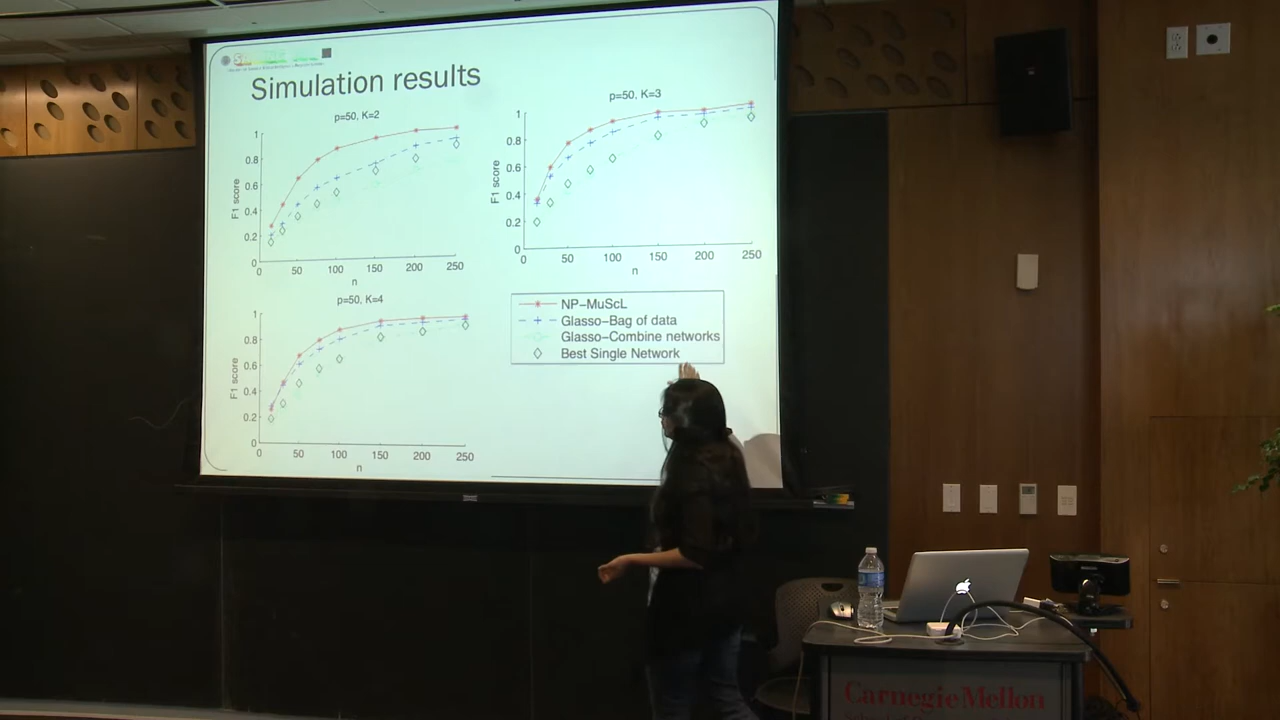 Simulation results
p=50, K=2
1
0.8
0.6
0.4
0.2
0
F1 score
0 50 100 150 200 250
n
p=50, K=3
1
0.8
0.6
0.4
0.2
0
F1 score
0 50 100 150 200 250
n
p=50, K=4
1
0.8
0.6
0.4
0.2
0
F1 score
0 50 100 150 200 250
n
NP-MuScL
Glasso-Bag of data
Glasso-Combine networks
Best Single Network
Carnegie Mellon